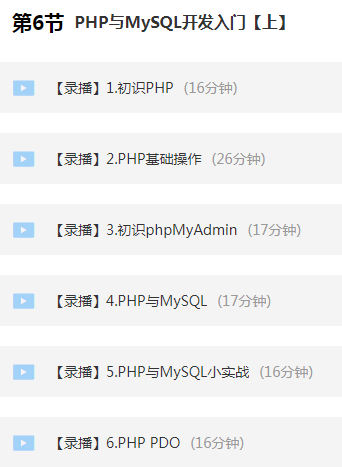 第6节 PHP与MySQL开发入门【上】
【录播】1.初识PHP (16分钟)
【录播】2.PHP基础操作 (26分钟)
【录播】3.初识phpMyAdmin (17分钟)
【录播】4.PHP与MySQL (17分钟)
【录播】5.PHP与MySQL小实战 (16分钟)
【录播】6.PHP PDO (16分钟)